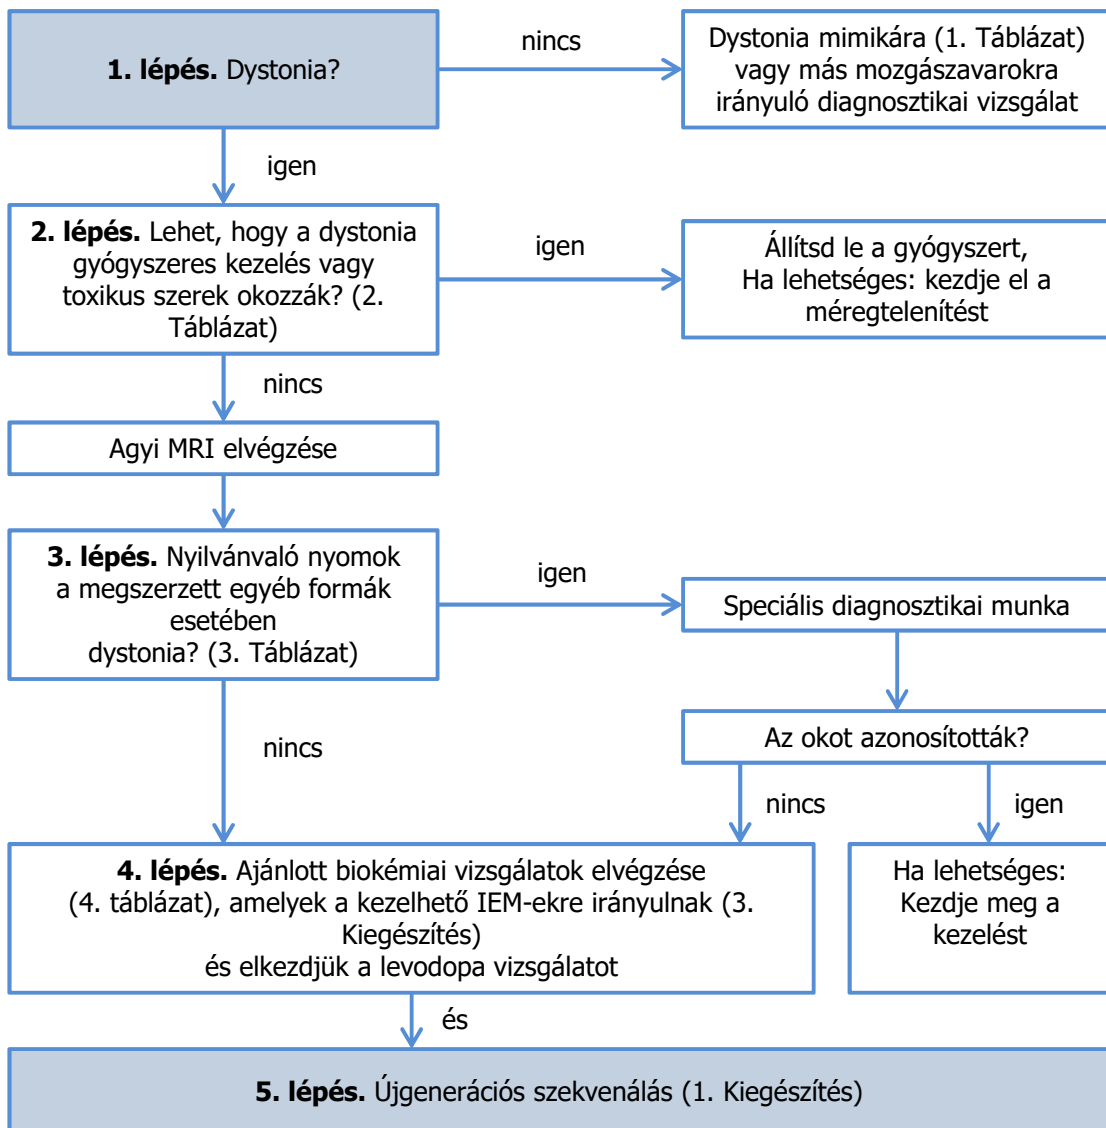 1. lépés. Dystonia?
nincs
Dystonia mimikára (1. Táblázat)
vagy más mozgászavarokra
irányuló diagnosztikai vizsgálat
igen
2. lépés. Lehet, hogy a dystonia
gyógyszeres kezelés vagy
toxikus szerek okozzák? (2.
Táblázat)
igen
Állítsd le a gyógyszert,
Ha lehetséges: kezdje el a
méregtelenítést
nincs
Agyi MRI elvégzése
3. lépés. Nyilvánvaló nyomok
a megszerzett egyéb formák
esetében
dystonia? (3. Táblázat)
igen
Speciális diagnosztikai munka
Az okot azonosították?
nincs
nincs
igen
4. lépés. Ajánlott biokémiai vizsgálatok elvégzése
(4. táblázat), amelyek a kezelhető IEM-ekre irányulnak (3.
Kiegészítés)
és elkezdjük a levodopa vizsgálatot
Ha lehetséges:
Kezdje meg a
kezelést
és
5. lépés. Újgenerációs szekvenálás (1. Kiegészítés)